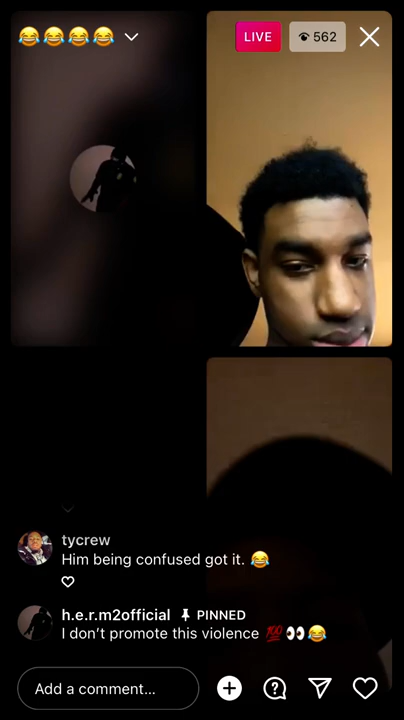 😂😂😂😂
LIVE
562
tycrew
Him being confused got it. 😂
h.e.r.m2official PINNED
I don’t promote this violence 💯👀😂
Add a comment...